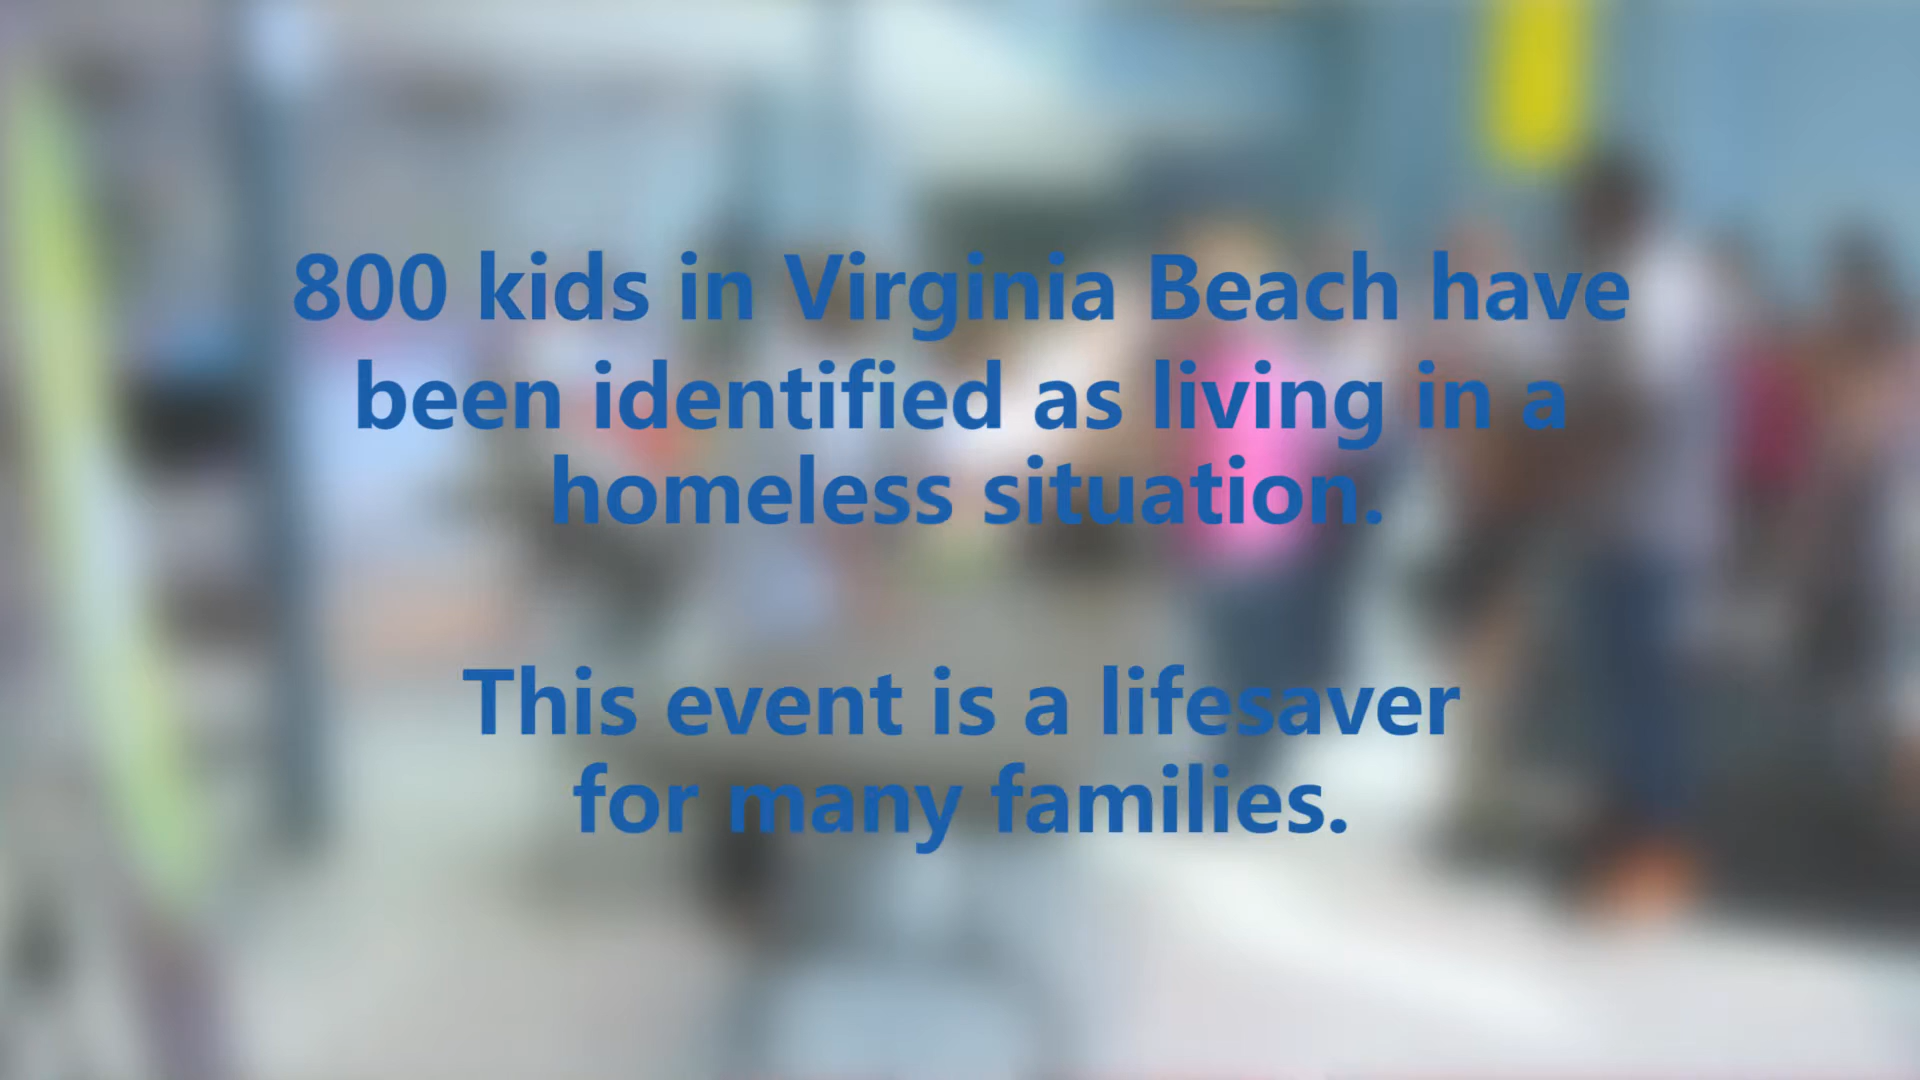 800 kids in Virginia Beach have
been identified as living in a
homeless situation.
This event is a lifesaver
for many families.